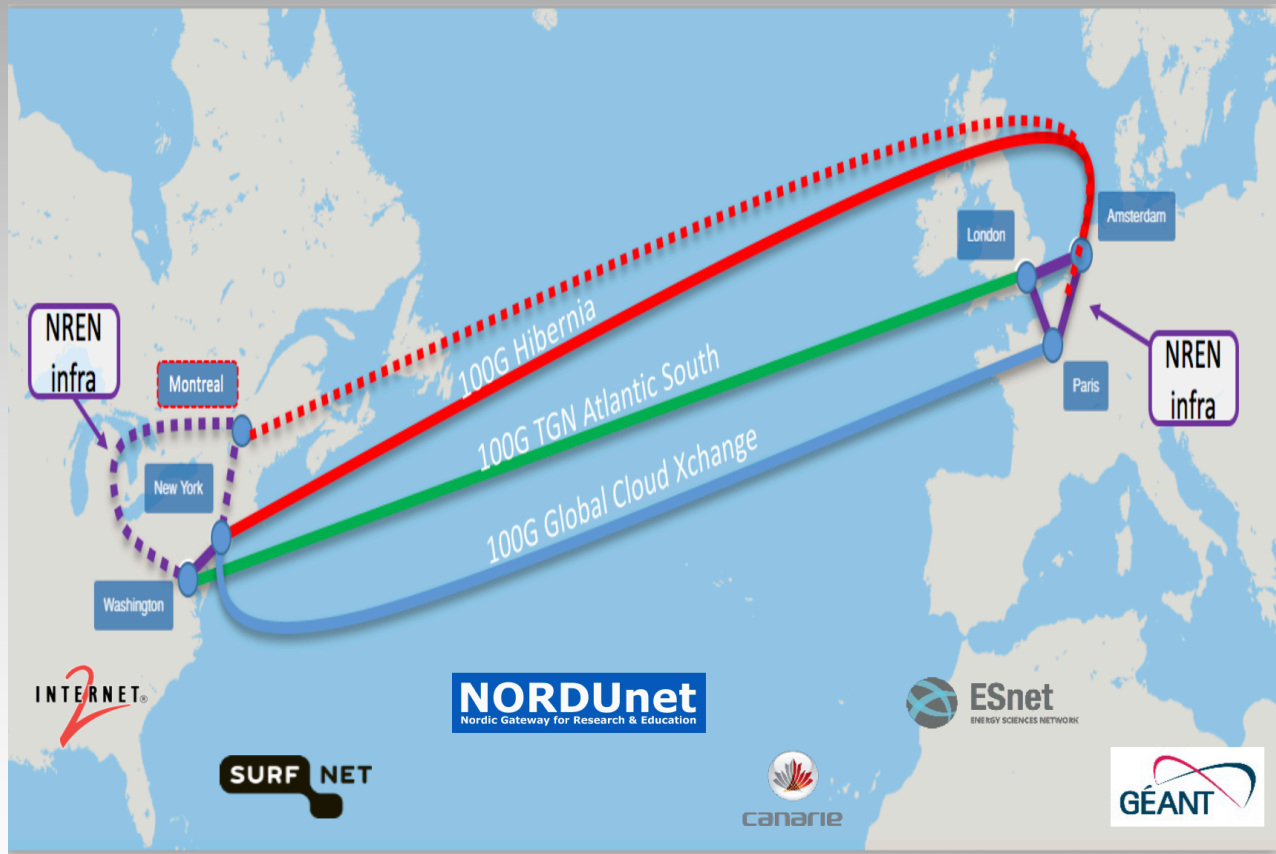 Amsterdam
London
100G Hibernia
NREN
infra
NREN
infra
Montreal
100G TGN Atlantic South
Paris
100G Global Cloud Xchange
New York
Washington
INTERNET®
2
NORDUnet
Nordic Gateway for Research & Education
ESnet
ENERGY SCIENCES NETWORK
SURF NET
canarie
GÉANT